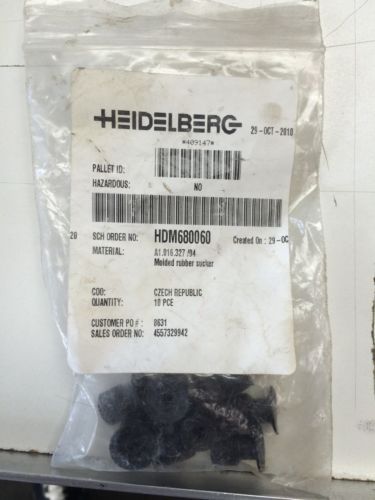 HEIDELBERG
29-OCT-2010
*409147*
PALLET ID:
HAZARDOUS: NO
20 SCH ORDER NO: HDM680060 Created On : 29-OC
MATERIAL: A1.016.327 /04
Molded rubber sucker
COO: CZECH REPUBLIC
QUANTITY: 10 PCE
CUSTOMER PO # : 8631
SALES ORDER NO: 4557329942